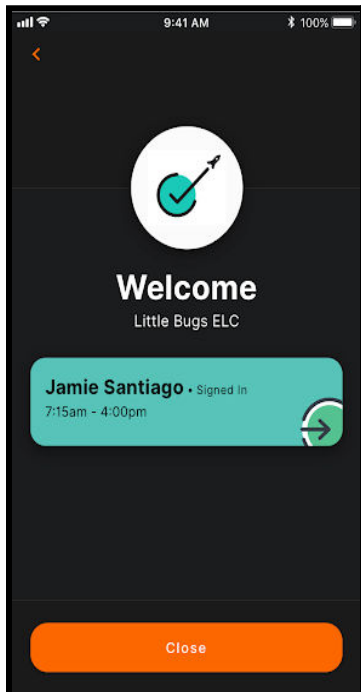 9:41 AM
100%
Welcome
Little Bugs ELC
Jamie Santiago • Signed In
7:15am - 4:00pm
Close